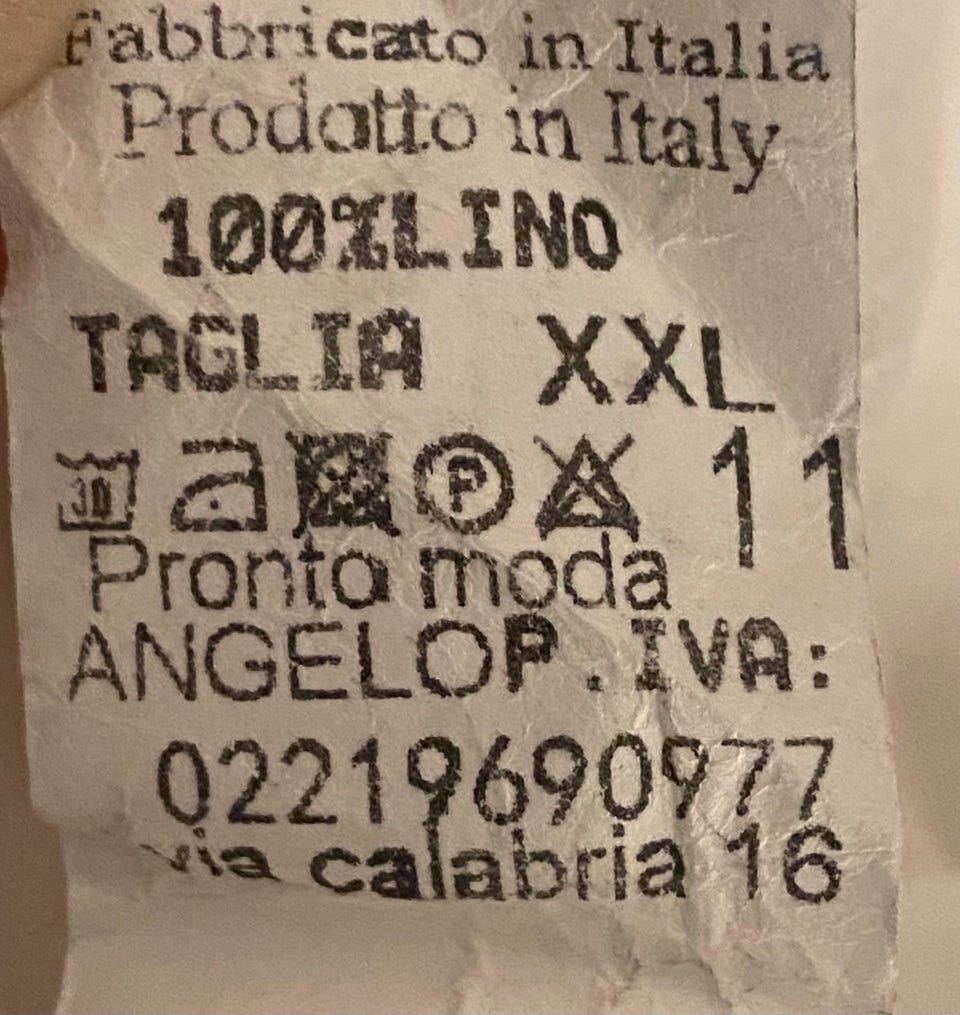 Fabbricato in Italia
Prodotto in Italy
100%LINO
TAGLIA XXL
30 P 11
Pronto moda
ANGELOP.IVA:
02219690977
via calabria 16